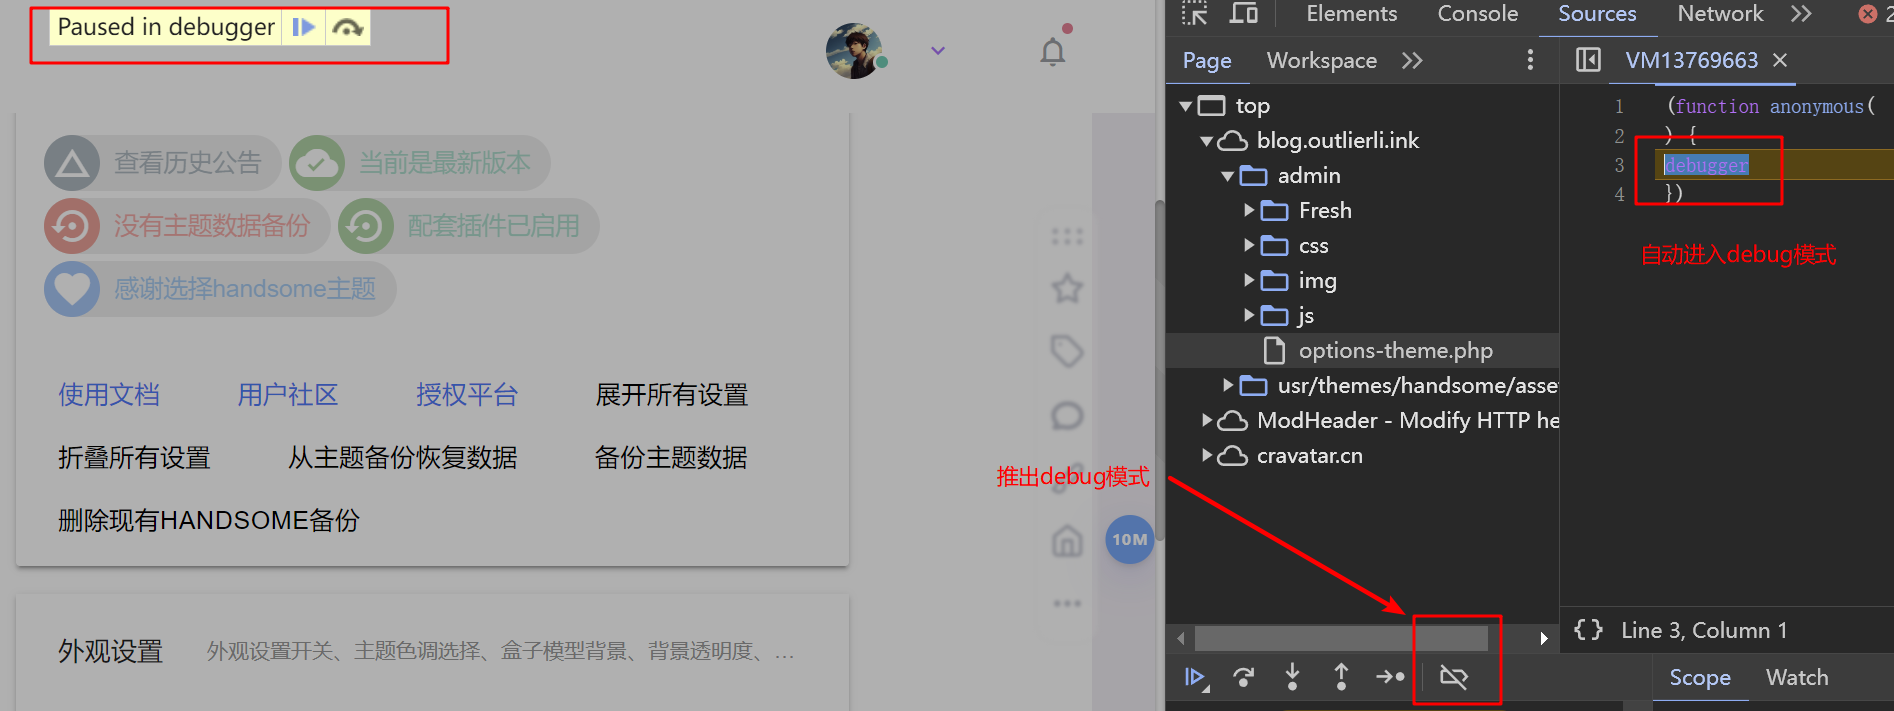 Paused in debugger
查看历史公告 当前是最新版本
没有主题数据备份 配套插件已启用
感谢选择handsome主题
使用文档 用户社区 授权平台 展开所有设置
折叠所有设置 从主题备份恢复数据 备份主题数据
删除现有HANDSOME备份
外观设置 外观设置开关、主题色调选择、盒子模型背景、背景透明度、...
推出debug模式
10M
Elements Console Sources Network 2
Page Workspace
top
blog.outlierli.ink
admin
Fresh
css
img
js
options-theme.php
usr/themes/handsome/asse
ModHeader - Modify HTTP he
cravatar.cn
VM13769663
1 (function anonymous(
2 ) {
3 debugger
4 })
自动进入debug模式
{} Line 3, Column 1
Scope Watch